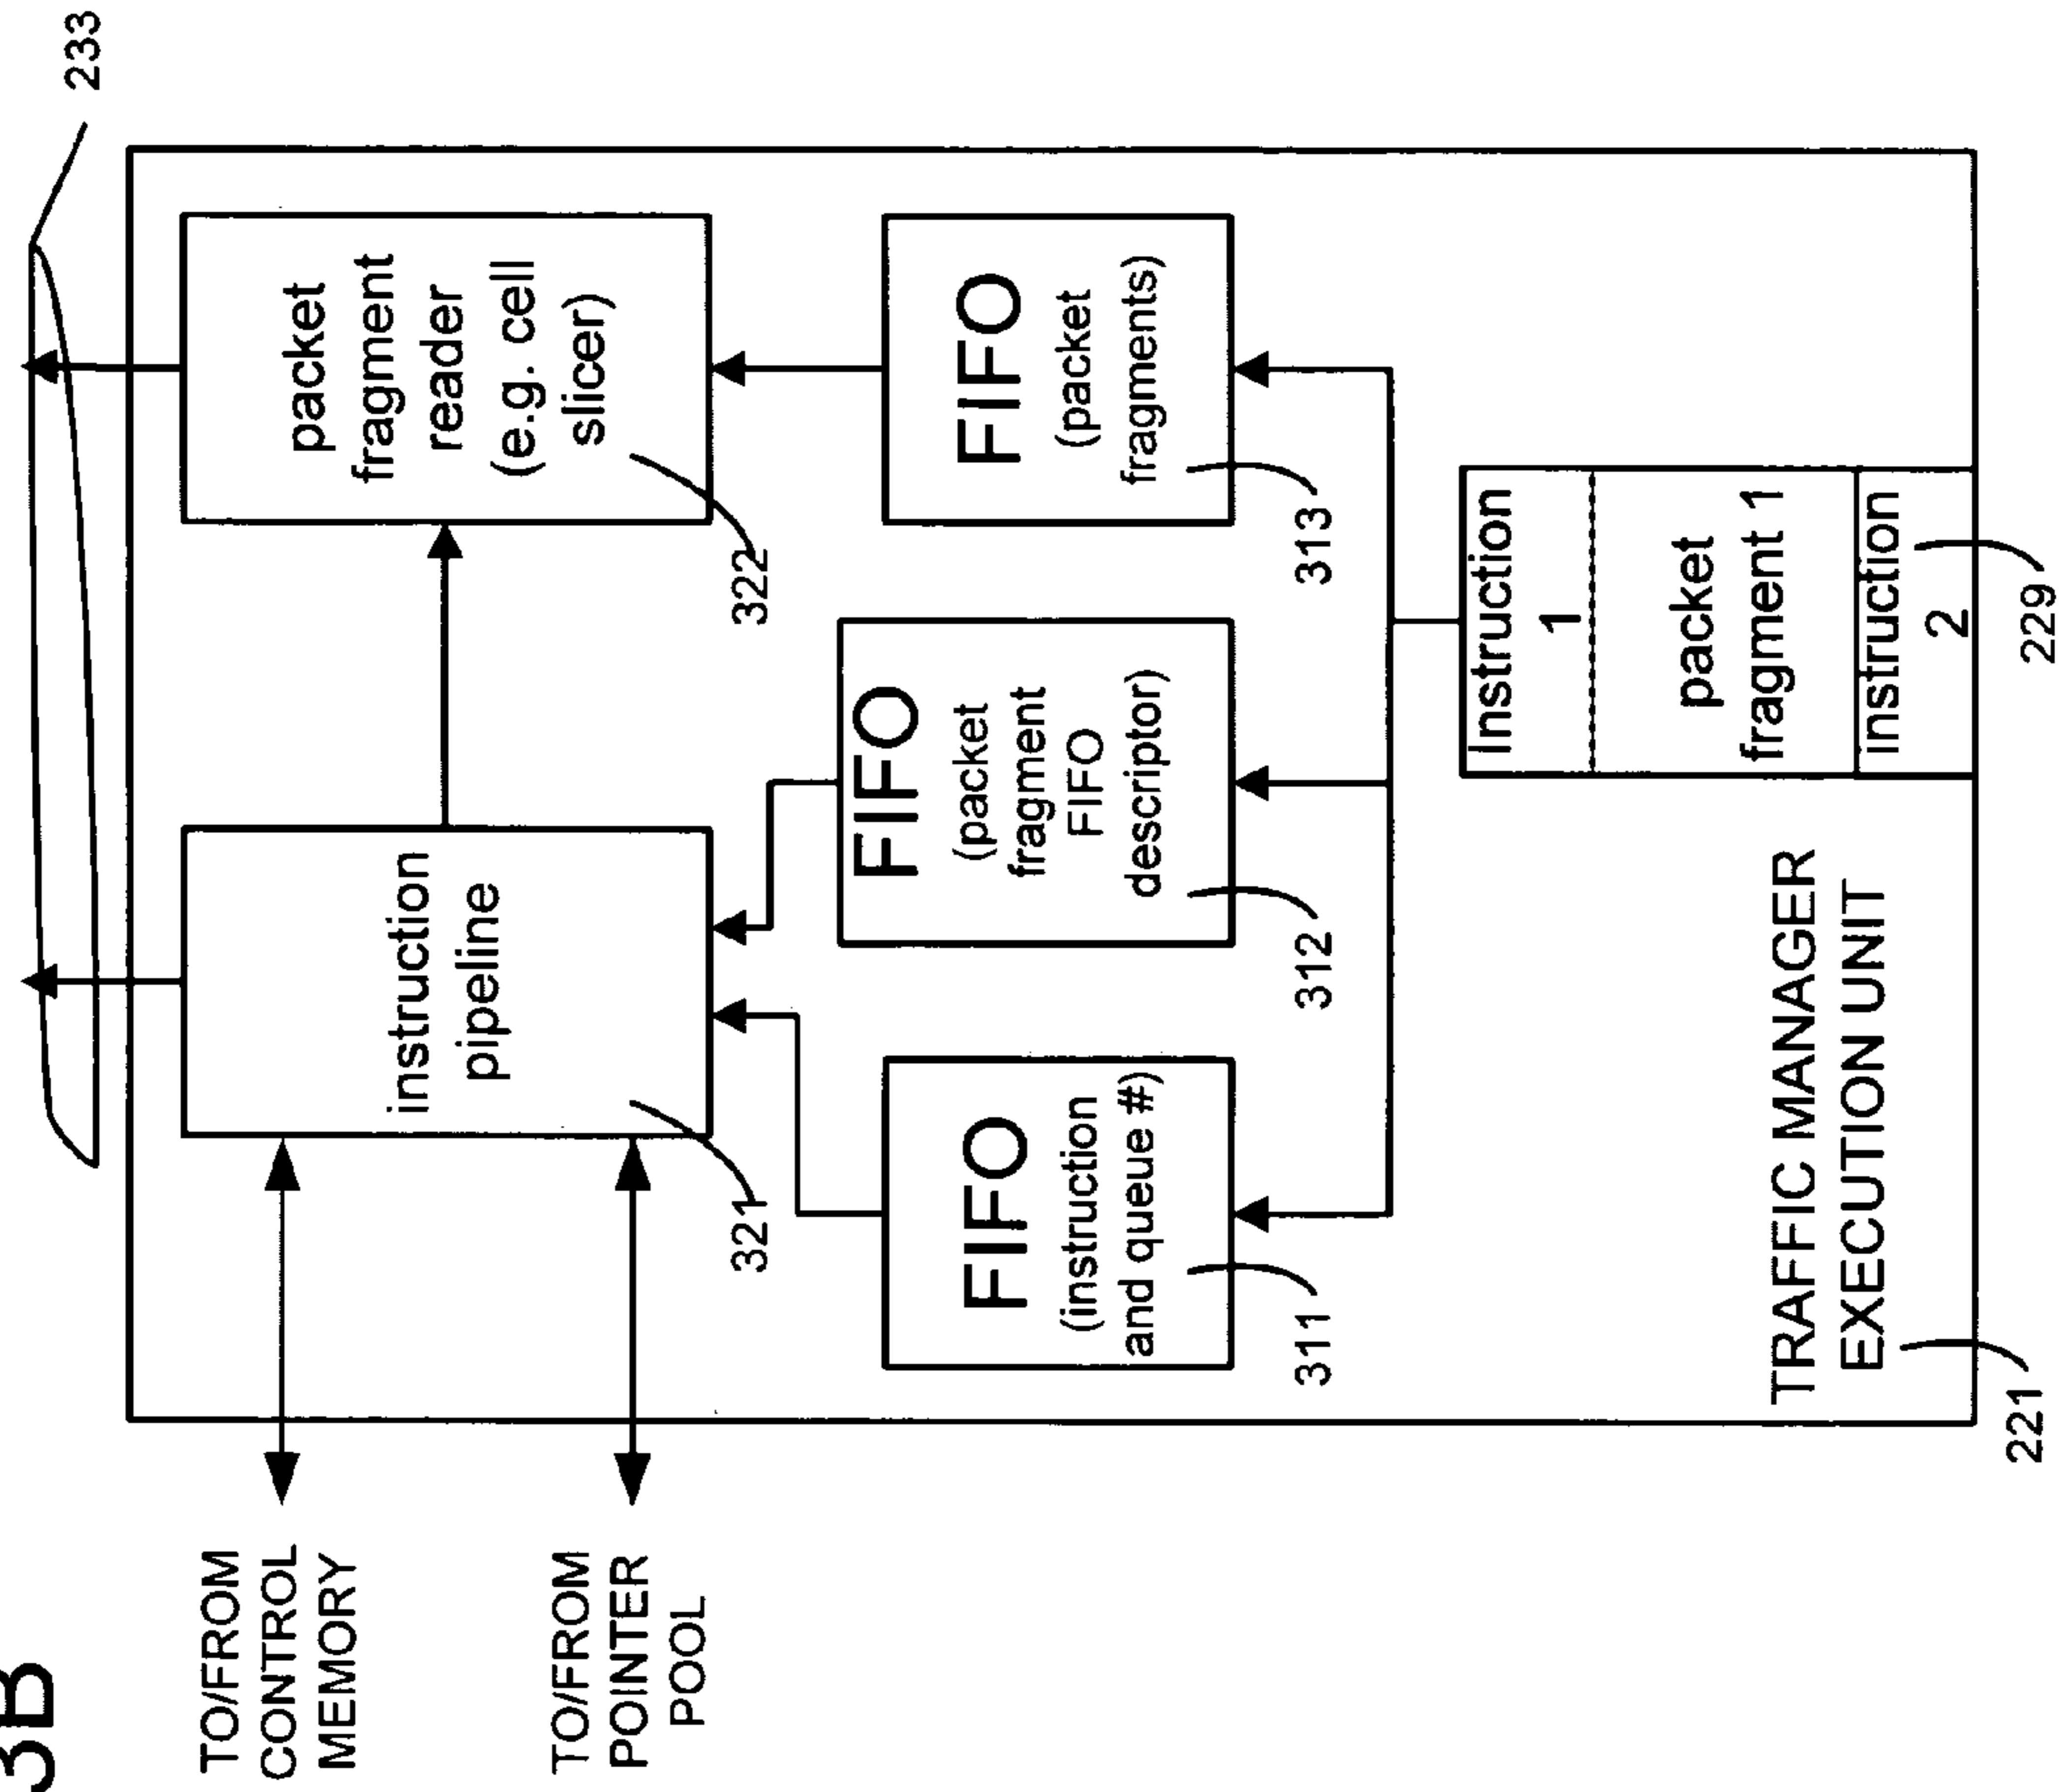 3B
233
TO/FROM
CONTROL
MEMORY
TO/FROM
POINTER
POOL
instruction
pipeline
321
packet
fragment
reader
(e.g. cell
slicer)
322
FIFO
(instruction
and queue #)
311
FIFO
(packet
fragment
FIFO
descriptor)
312
FIFO
(packet
fragments)
313
Instruction
1
packet
fragment 1
instruction
2
229
TRAFFIC MANAGER
EXECUTION UNIT
221